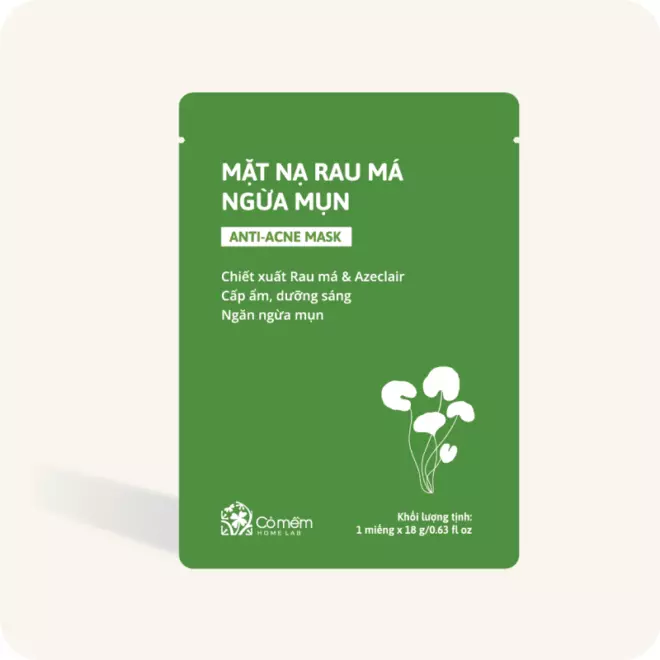 MẶT NẠ RAU MÁ
NGỪA MỤN
ANTI-ACNE MASK
Chiết xuất Rau má & Azeclair
Cấp ẩm, dưỡng sáng
Ngăn ngừa mụn
Cỏ mềm
HOME LAB
Khối lượng tịnh:
1 miếng x 18 g/0.63 fl oz